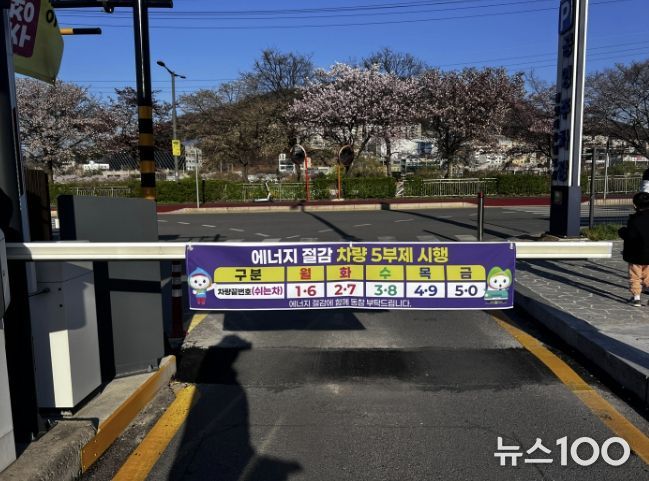 에너지 절감 차량 5부제 시행
구분 월 화 수 목 금
차량끝번호(쉬는차) 1·6 2·7 3·8 4·9 5·0
에너지 절감에 함께 동참 부탁드립니다.
뉴스100